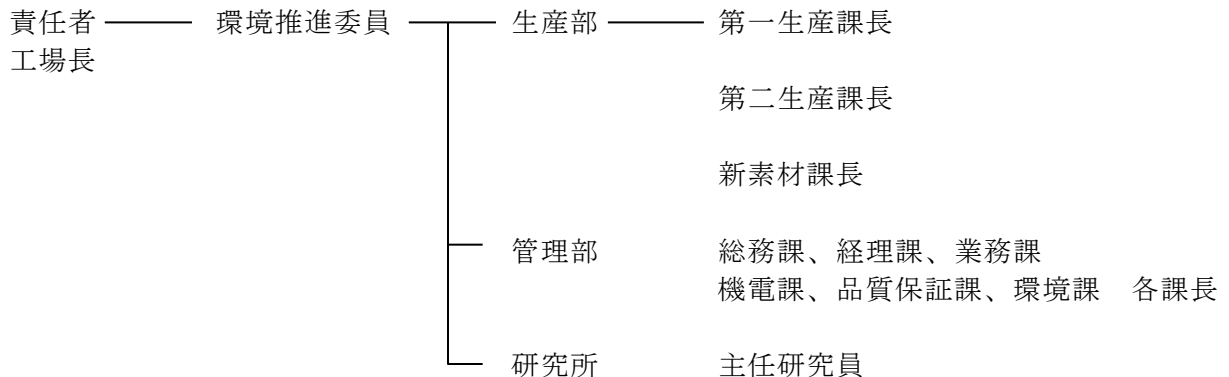 責任者 環境推進委員 生産部 第一生産課長
工場長
第二生産課長
新素材課長
管理部 総務課、経理課、業務課
機電課、品質保証課、環境課 各課長
研究所 主任研究員